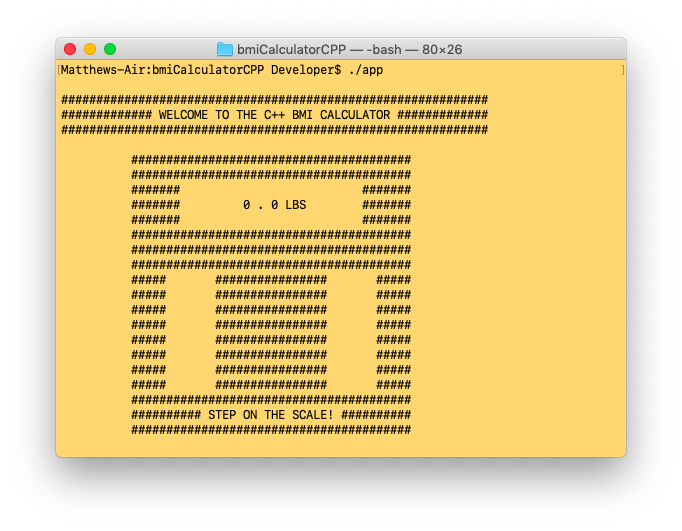 bmiCalculatorCPP — -bash — 80×26
[Matthews-Air:bmiCalculatorCPP Developer$ ./app ]
#############################################################
############# WELCOME TO THE C++ BMI CALCULATOR #############
#############################################################
          ########################################
          ########################################
          #######                          #######
          #######         0 . 0 LBS        #######
          #######                          #######
          ########################################
          ########################################
          ########################################
          #####       ################       #####
          #####       ################       #####
          #####       ################       #####
          #####       ################       #####
          #####       ################       #####
          #####       ################       #####
          #####       ################       #####
          #####       ################       #####
          ########################################
          ########## STEP ON THE SCALE! ##########
          ########################################